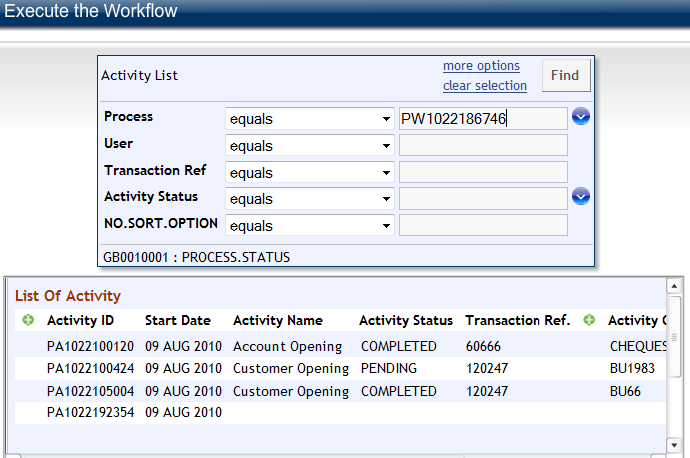 Execute the Workflow
Activity List
more options
clear selection
Find
Process equals PW1022186746
User equals
Transaction Ref equals
Activity Status equals
NO.SORT.OPTION equals
GB0010001 : PROCESS.STATUS
List Of Activity
Activity ID Start Date Activity Name Activity Status Transaction Ref. Activity
PA1022100120 09 AUG 2010 Account Opening COMPLETED 60666 CHEQUES
PA1022100424 09 AUG 2010 Customer Opening PENDING 120247 BU1983
PA1022105004 09 AUG 2010 Customer Opening COMPLETED 120247 BU66
PA1022192354 09 AUG 2010